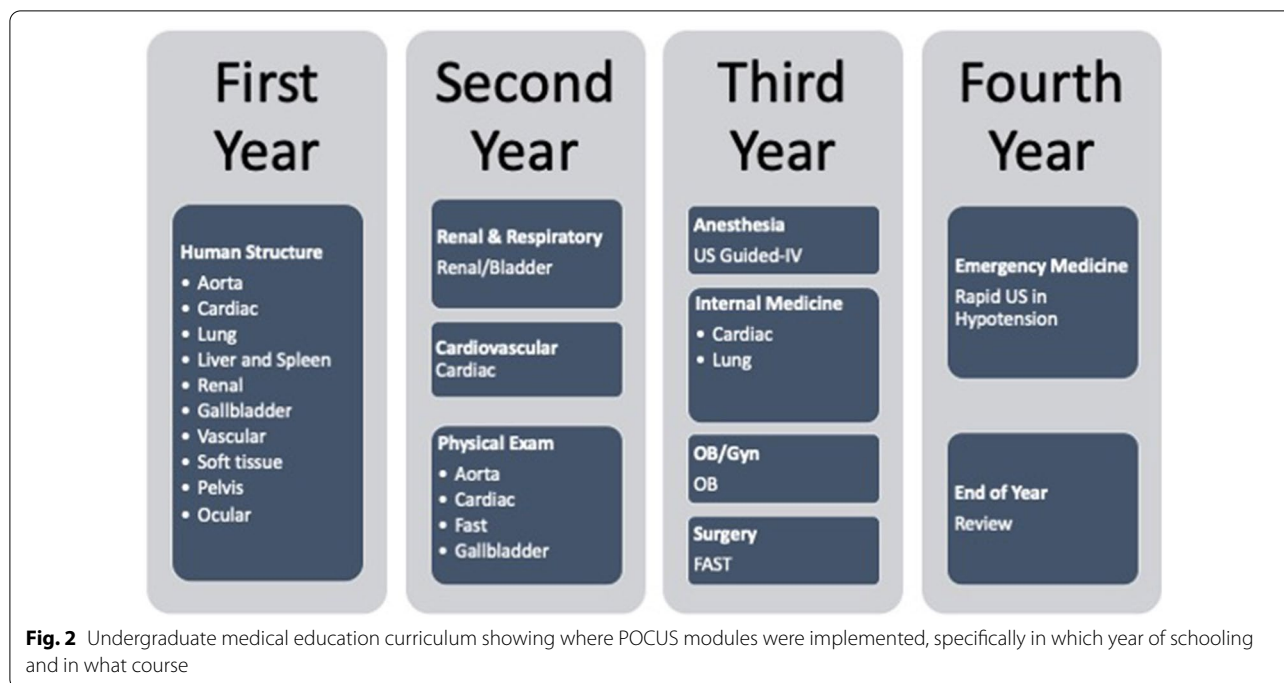 First
Year
Human Structure
• Aorta
• Cardiac
• Lung
• Liver and Spleen
• Renal
• Gallbladder
• Vascular
• Soft tissue
• Pelvis
• Ocular
Second
Year
Renal & Respiratory
Renal/Bladder
Cardiovascular
Cardiac
Physical Exam
• Aorta
• Cardiac
• Fast
• Gallbladder
Third
Year
Anesthesia
US Guided-IV
Internal Medicine
• Cardiac
• Lung
OB/Gyn
OB
Surgery
FAST
Fourth
Year
Emergency Medicine
Rapid US in
Hypotension
End of Year
Review
Fig. 2 Undergraduate medical education curriculum showing where POCUS modules were implemented, specifically in which year of schooling
and in what course